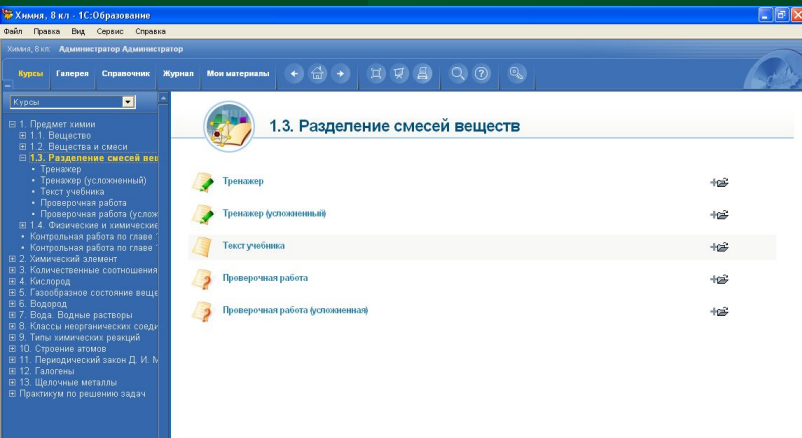 Химия, 8 кл - 1С:Образование
Файл Правка Вид Сервис Справка
Химия, 8 кл: Администратор Администратор
Курсы Галерея Справочник Журнал Мои материалы
Курсы
1. Предмет химии
1.1. Вещество
1.2. Вещества и смеси
1.3. Разделение смесей вещ
Тренажер
Тренажер (усложненный)
Текст учебника
Проверочная работа
Проверочная работа (услож
1.4. Физические и химические
Контрольная работа по главе
Контрольная работа по главе
2. Химический элемент
3. Количественные соотношения
4. Кислород
5. Газообразное состояние веще
6. Водород
7. Вода. Водные растворы
8. Классы неорганических соеди
9. Типы химических реакций
10. Строение атомов
11. Периодический закон Д. И. М
12. Галогены
13. Щелочные металлы
Практикум по решению задач
1.3. Разделение смесей веществ
Тренажер
Тренажер (усложненный)
Текст учебника
Проверочная работа
Проверочная работа (усложненная)